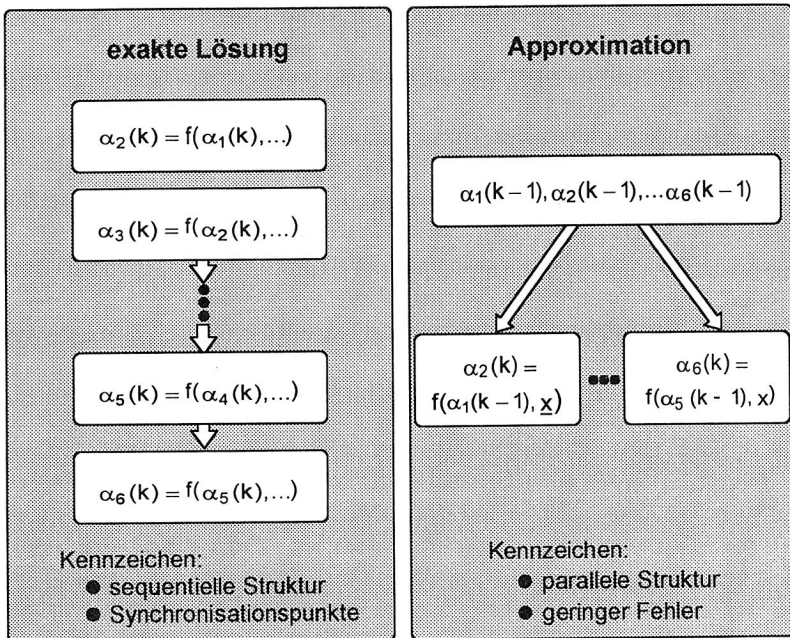 exakte Lösung
α₂(k) = f(α₁(k),...)
α₃(k) = f(α₂(k),...)
α₅(k) = f(α₄(k),...)
α₆(k) = f(α₅(k),...)
Kennzeichen:
● sequentielle Struktur
● Synchronisationspunkte
Approximation
α₁(k−1),α₂(k−1),...α₆(k−1)
α₂(k) =
f(α₁(k−1), x̲)
α₆(k) =
f(α₅(k - 1), x)
Kennzeichen:
● parallele Struktur
● geringer Fehler